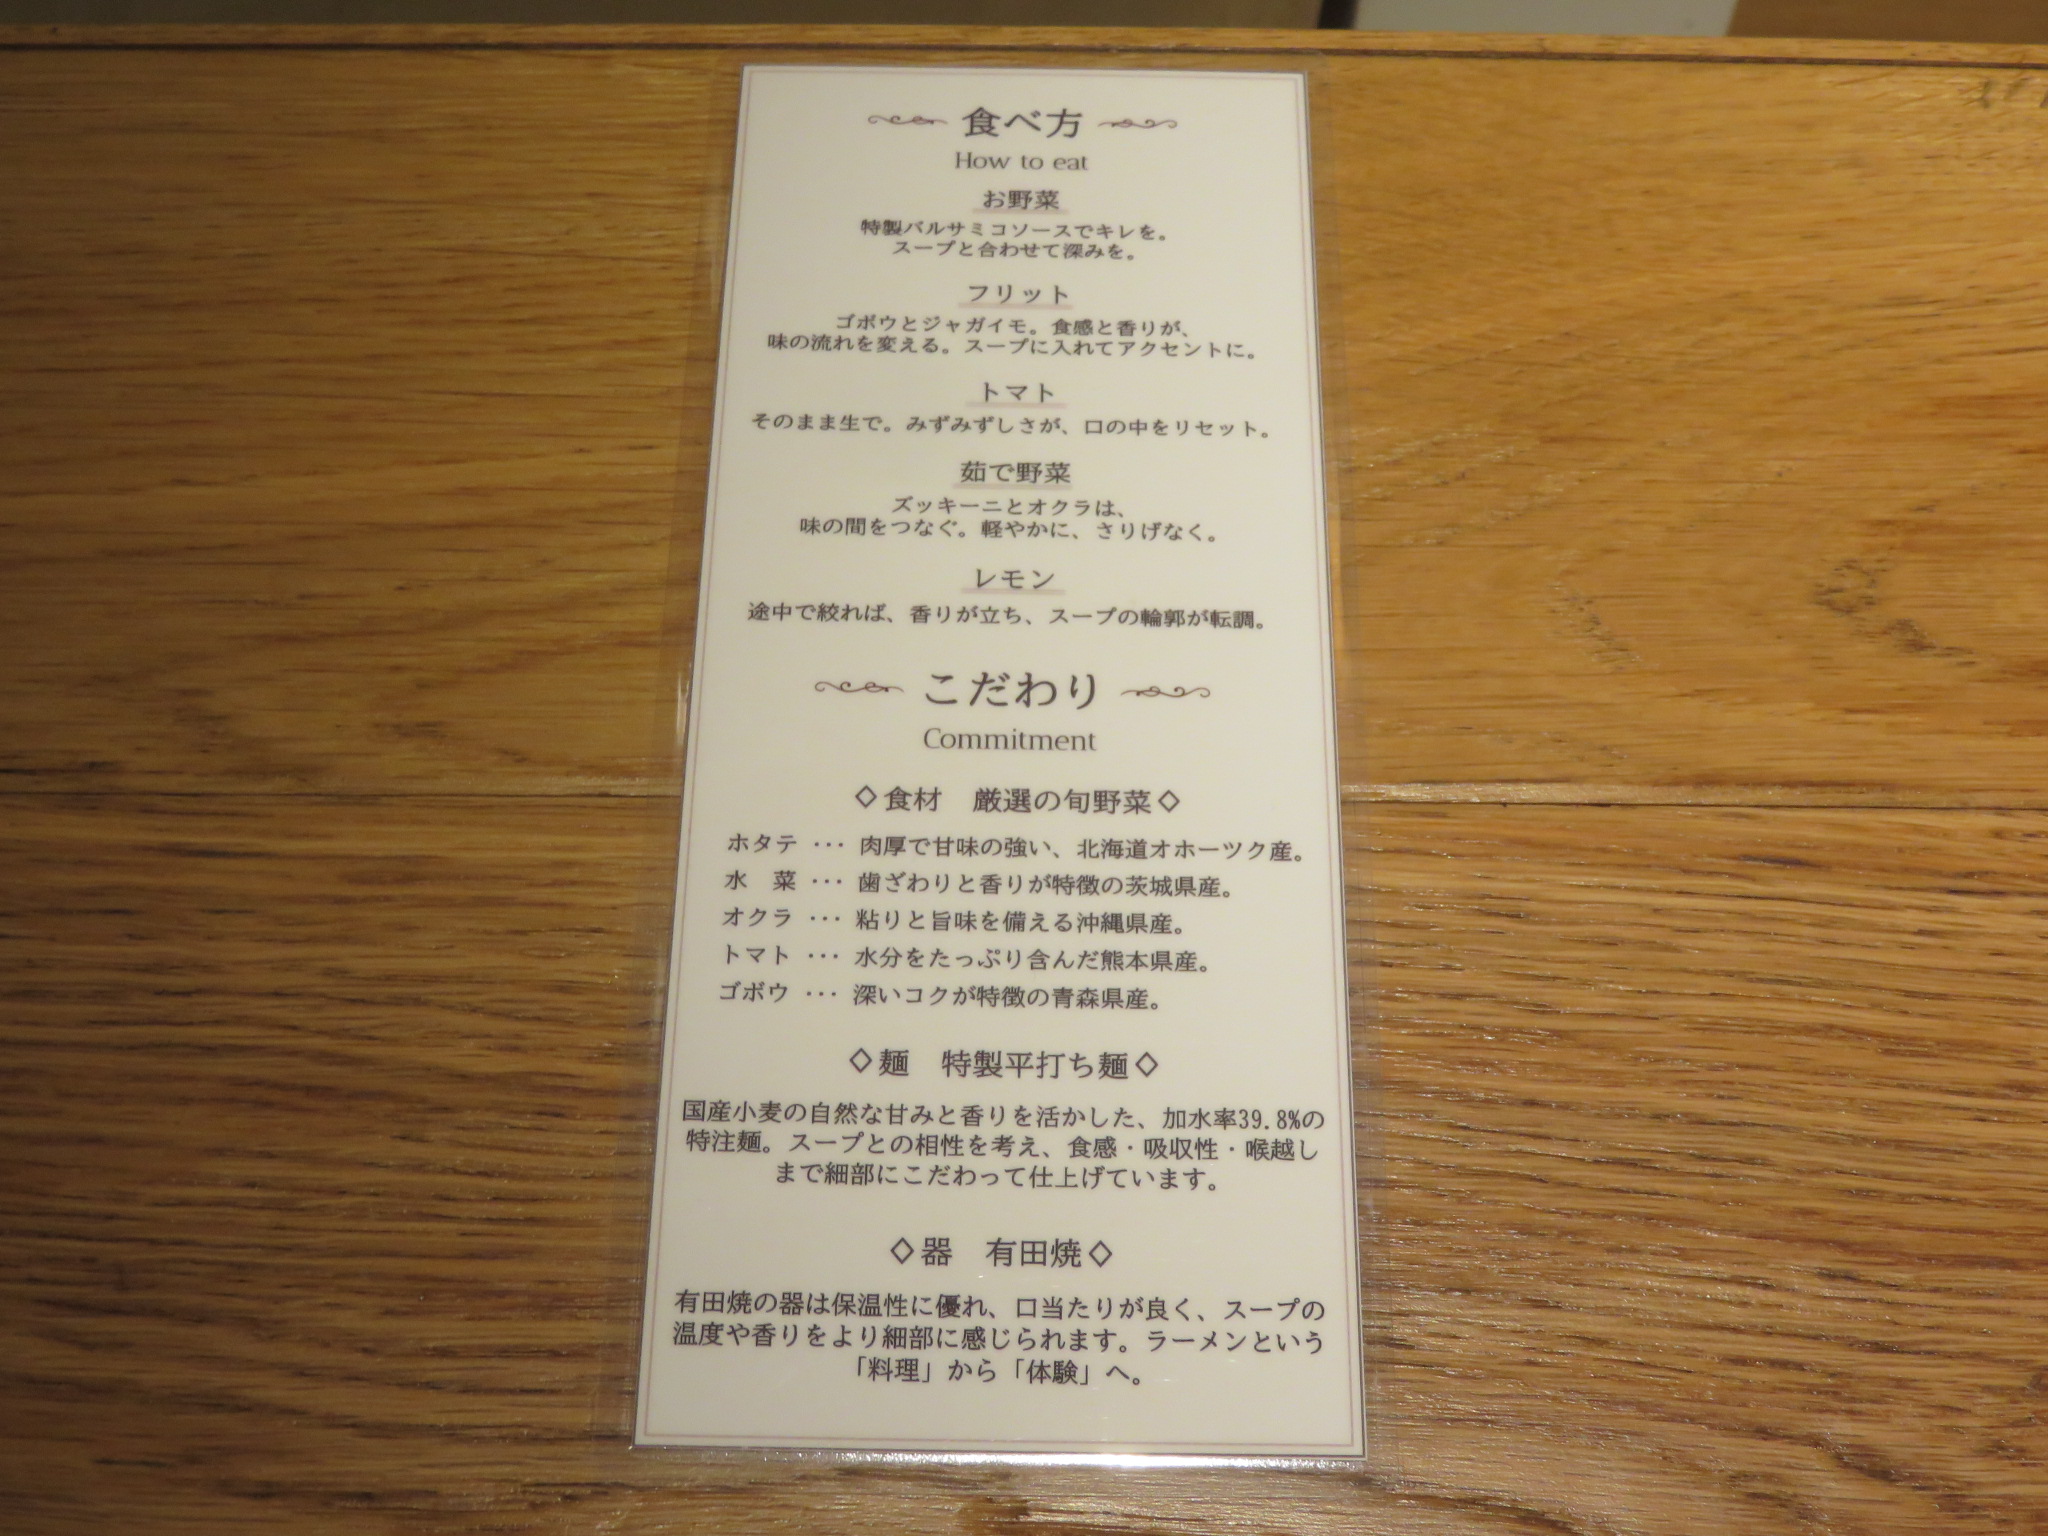 食べ方
How to eat
お野菜
特製バルサミコソースでキレを。
スープと合わせて深みを。
フリット
ゴボウとジャガイモ。食感と香りが、
味の流れを変える。スープに入れてアクセントに。
トマト
そのまま生で。みずみずしさが、口の中をリセット。
茹で野菜
ズッキーニとオクラは、
味の間をつなぐ。軽やかに、さりげなく。
レモン
途中で絞れば、香りが立ち、スープの輪郭が転調。
こだわり
Commitment
◇食材　厳選の旬野菜◇
ホタテ ··· 肉厚で甘味の強い、北海道オホーツク産。
水　菜 ··· 歯ざわりと香りが特徴の茨城県産。
オクラ ··· 粘りと旨味を備える沖縄県産。
トマト ··· 水分をたっぷり含んだ熊本県産。
ゴボウ ··· 深いコクが特徴の青森県産。
◇麺　特製平打ち麺◇
国産小麦の自然な甘みと香りを活かした、加水率39.8%の
特注麺。スープとの相性を考え、食感・吸収性・喉越し
まで細部にこだわって仕上げています。
◇器　有田焼◇
有田焼の器は保温性に優れ、口当たりが良く、スープの
温度や香りをより細部に感じられます。ラーメンという
「料理」から「体験」へ。